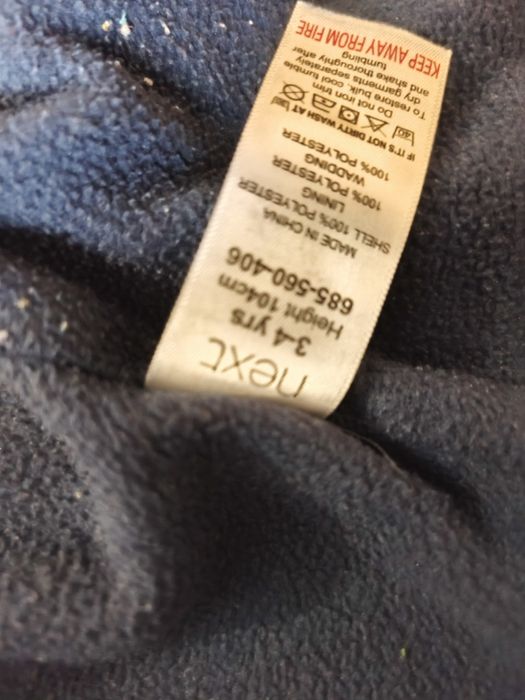 next
3-4 yrs
Height 104cm
685-560-406
MADE IN CHINA
SHELL 100% POLYESTER
LINING
100% POLYESTER
WADDING
100% POLYESTER
IF IT'S NOT DIRTY WASH AT
40
Do not iron trim
To restore bulk, cool tumble
dry garments separately
and shake thoroughly after
tumbling
KEEP AWAY FROM FIRE